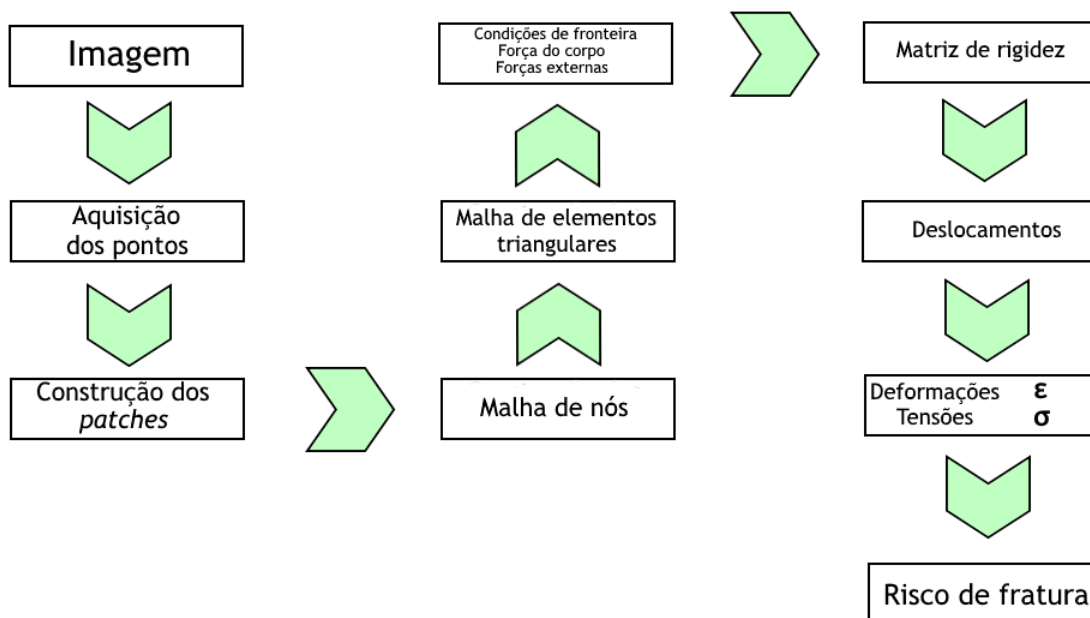 Imagem
Aquisição
dos pontos
Construção dos
patches
Malha de nós
Malha de elementos
triangulares
Condições de fronteira
Força do corpo
Forças externas
Matriz de rigidez
Deslocamentos
Deformações ε
Tensões σ
Risco de fratura